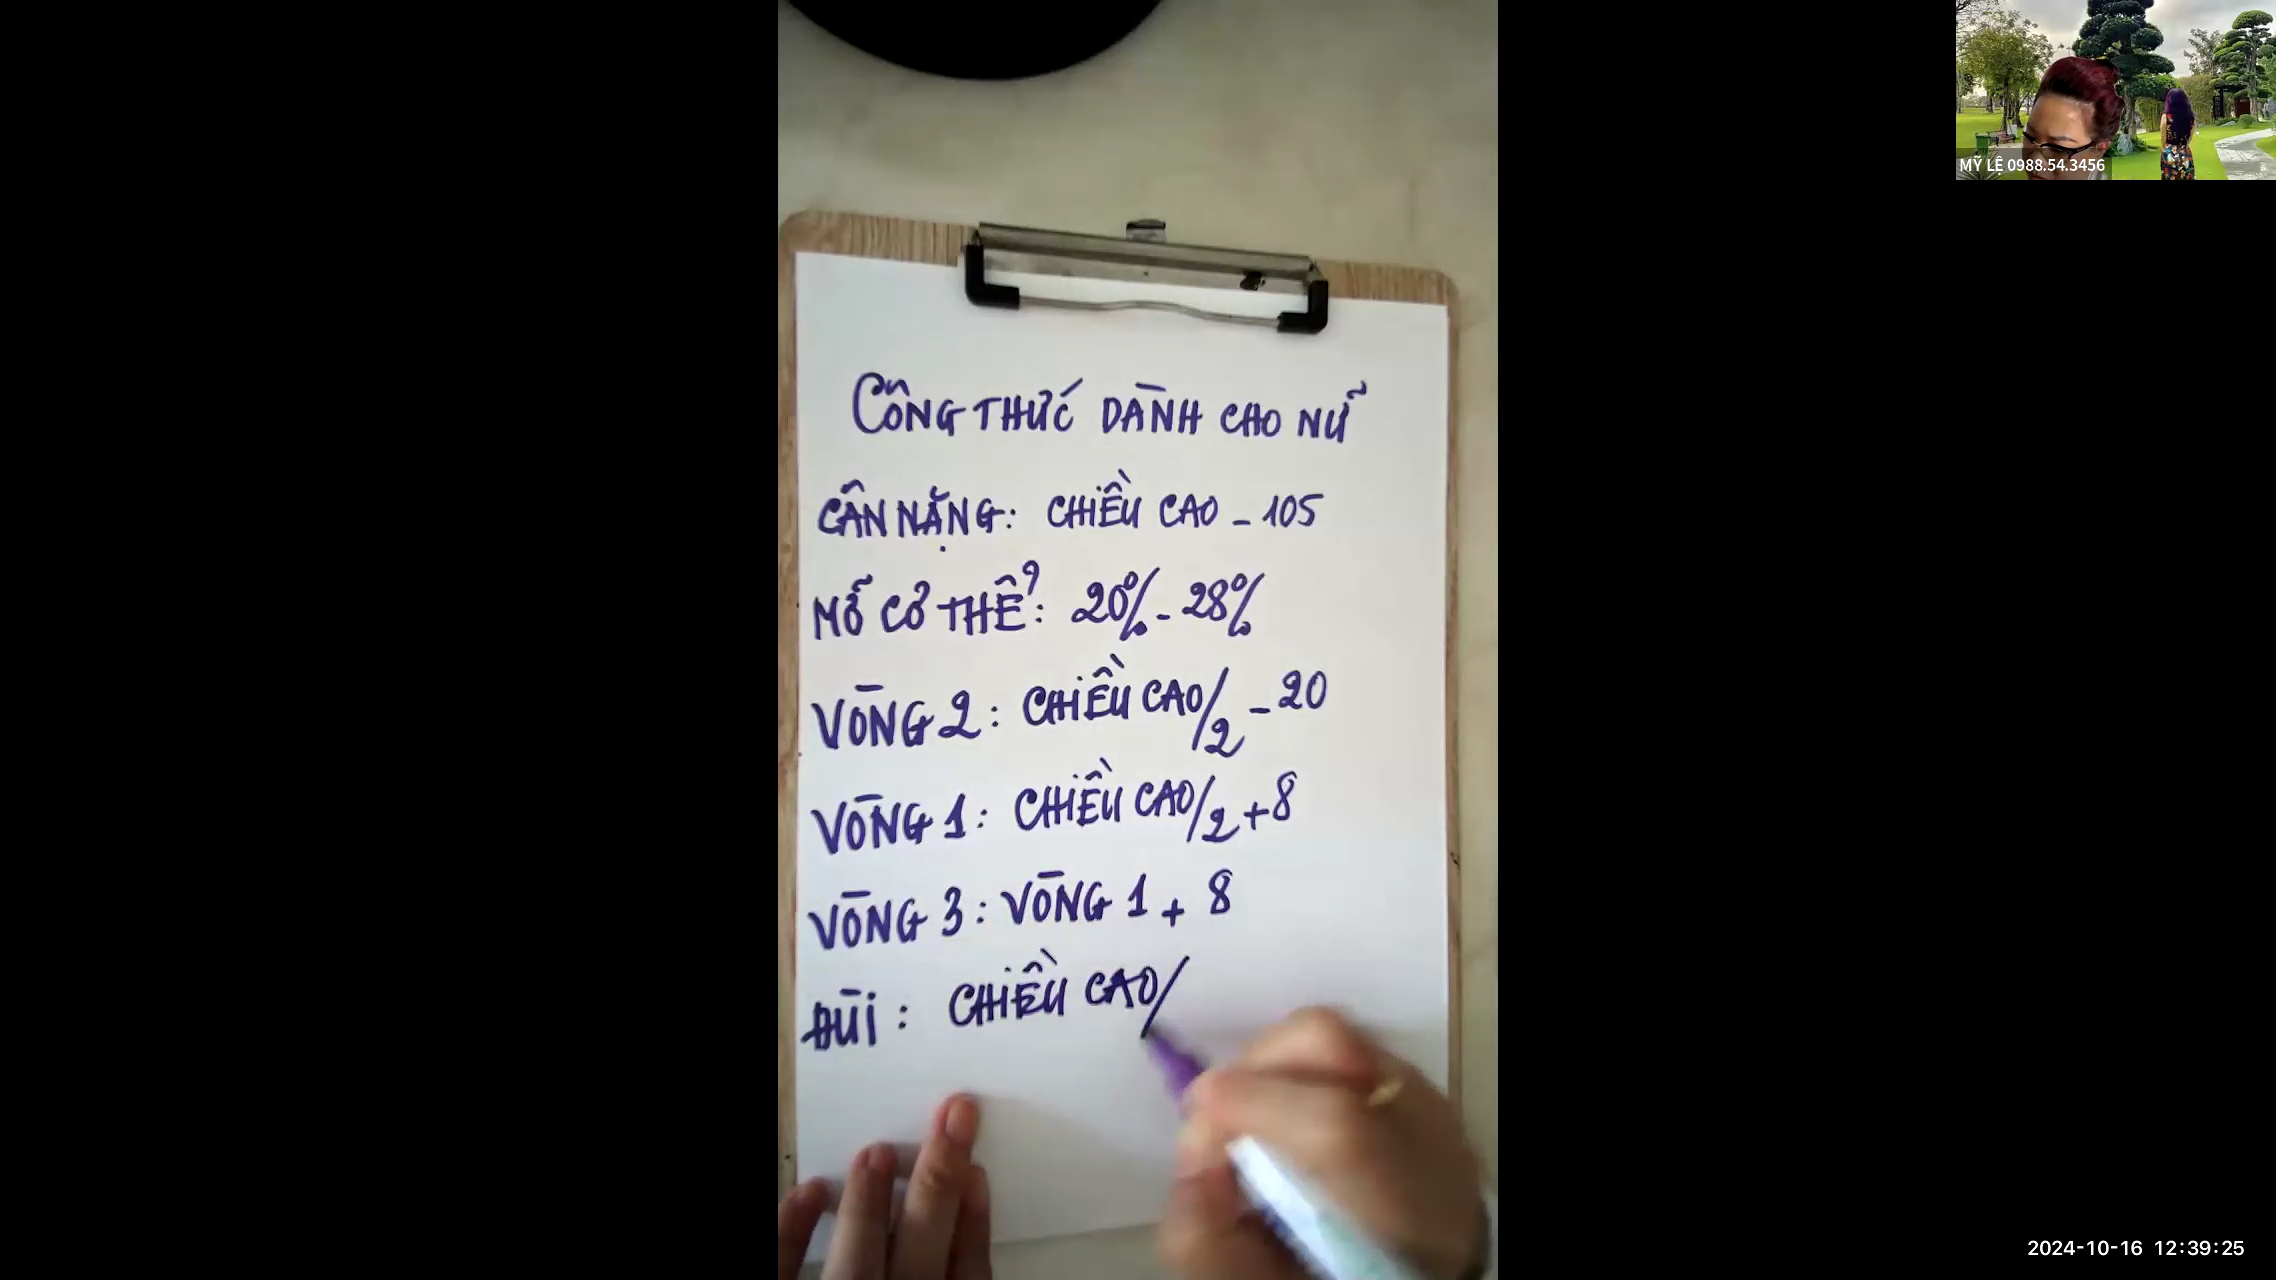 MỸ LÊ 0988.54.3456
CÔNG THỨC DÀNH CHO NỮ
CÂN NẶNG: CHIỀU CAO - 105
MỠ CƠ THỂ: 20% - 28%
VÒNG 2: CHIỀU CAO/2 - 20
VÒNG 1: CHIỀU CAO/2 + 8
VÒNG 3: VÒNG 1 + 8
ĐÙI: CHIỀU CAO/
2024-10-16 12:39:25